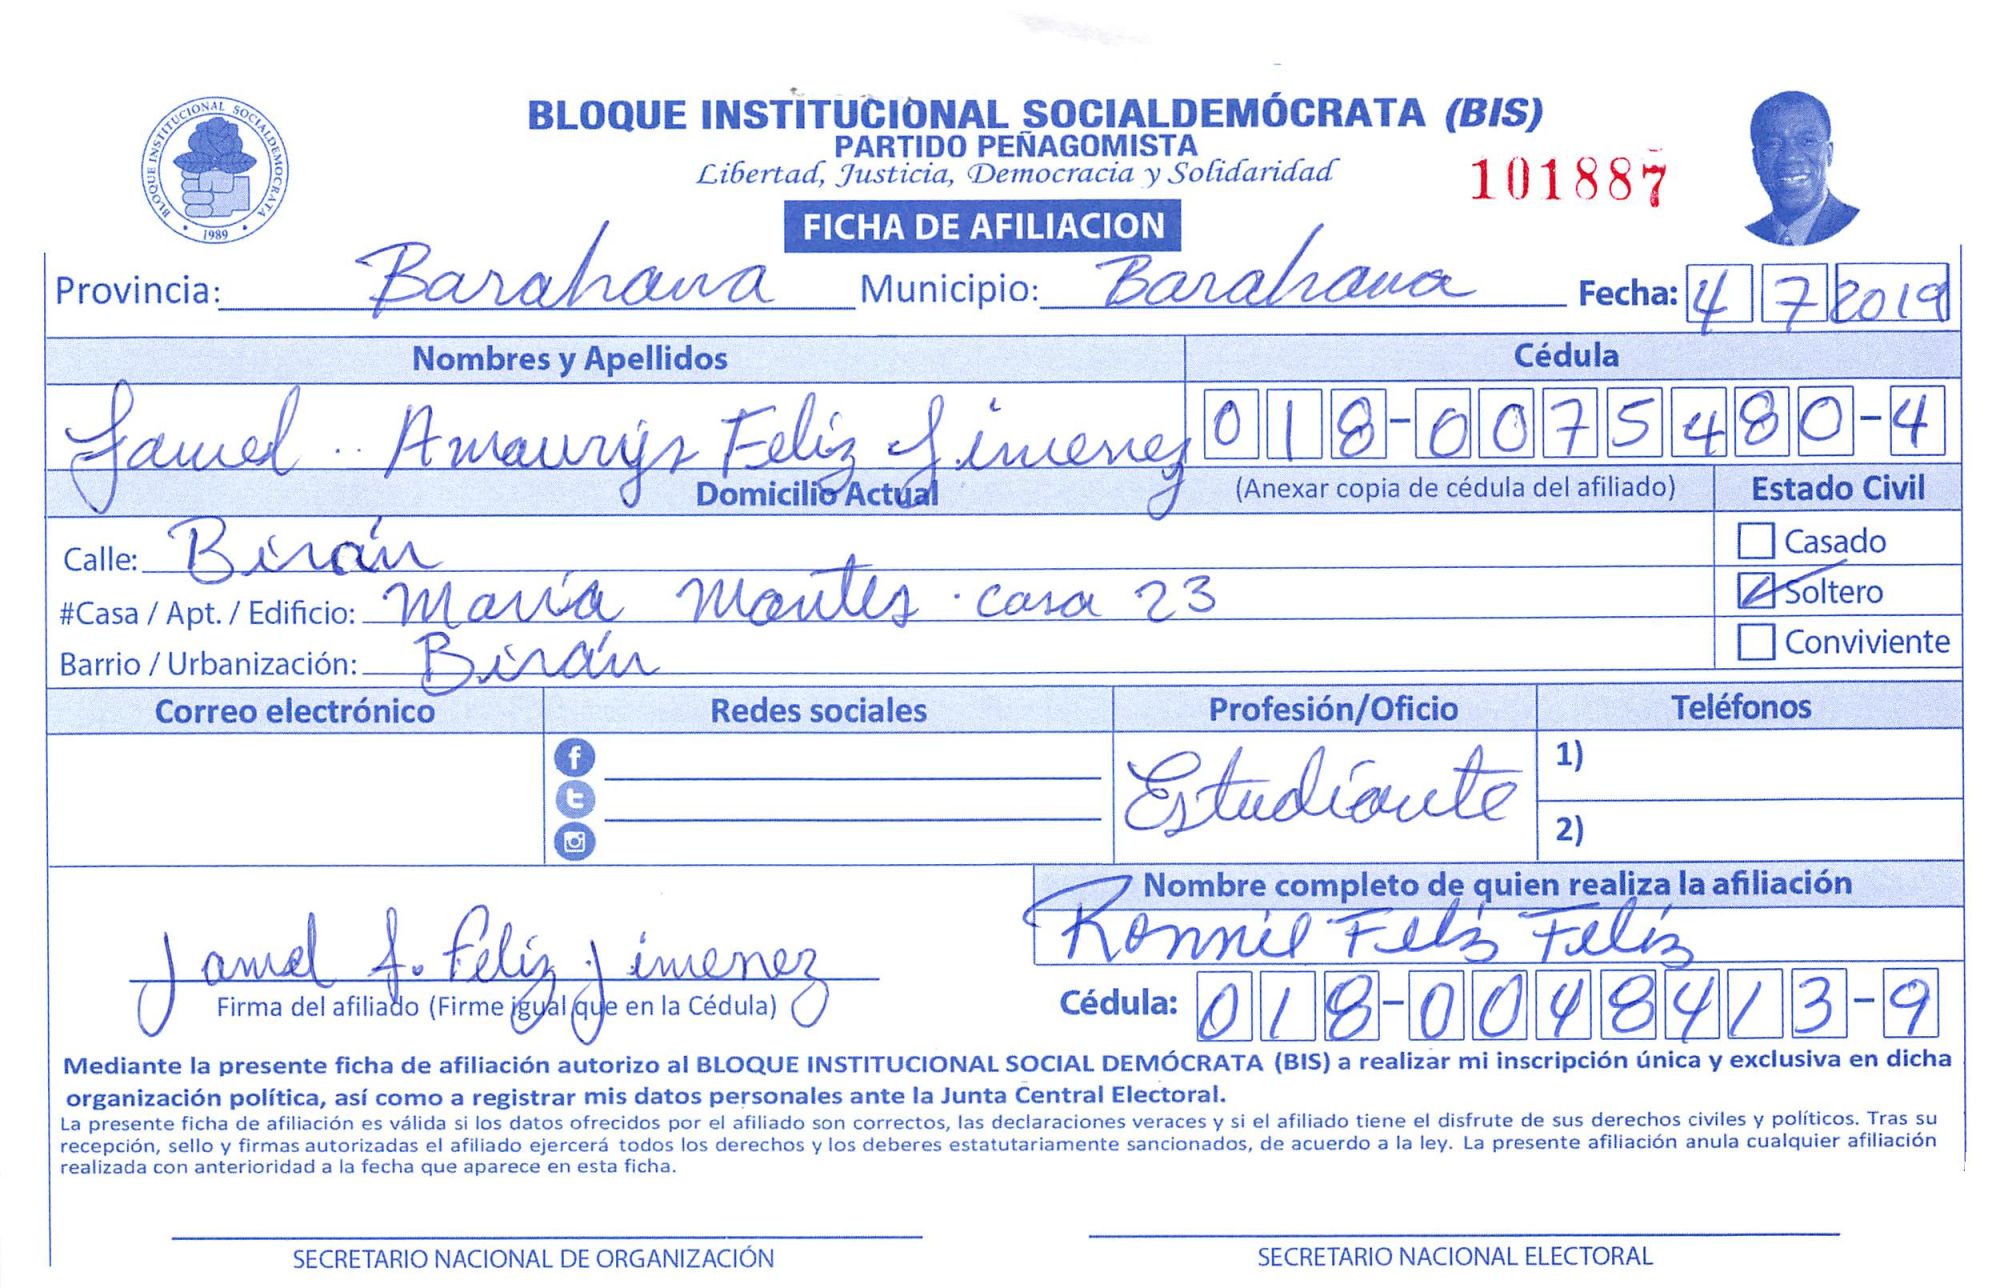 BLOQUE INSTITUCIONAL SOCIALDEMOCRATA
1989
BLOQUE INSTITUCIONAL SOCIALDEMÓCRATA (BIS)
PARTIDO PEÑAGOMISTA
Libertad, Justicia, Democracia y Solidaridad
101887
FICHA DE AFILIACION
Provincia: Barahona Municipio: Barahona Fecha: 4 7 2019
Nombres y Apellidos Cédula
Jamel Amaurys Feliz Jimenez 018-0075480-4
Domicilio Actual (Anexar copia de cédula del afiliado) Estado Civil
Calle: Birán Casado
#Casa / Apt. / Edificio: María Montes · casa 23 Soltero
Barrio / Urbanización: Birán Conviviente
Correo electrónico Redes sociales Profesión/Oficio Teléfonos
Estudiante 1)
2)
Nombre completo de quien realiza la afiliación
Ronnie Feliz Feliz
Jamel A. Feliz Jimenez
Firma del afiliado (Firme igual que en la Cédula) Cédula: 018-0048413-9
Mediante la presente ficha de afiliación autorizo al BLOQUE INSTITUCIONAL SOCIAL DEMÓCRATA (BIS) a realizar mi inscripción única y exclusiva en dicha
organización política, así como a registrar mis datos personales ante la Junta Central Electoral.
La presente ficha de afiliación es válida si los datos ofrecidos por el afiliado son correctos, las declaraciones veraces y si el afiliado tiene el disfrute de sus derechos civiles y políticos. Tras su
recepción, sello y firmas autorizadas el afiliado ejercerá todos los derechos y los deberes estatutariamente sancionados, de acuerdo a la ley. La presente afiliación anula cualquier afiliación
realizada con anterioridad a la fecha que aparece en esta ficha.
SECRETARIO NACIONAL DE ORGANIZACIÓN SECRETARIO NACIONAL ELECTORAL